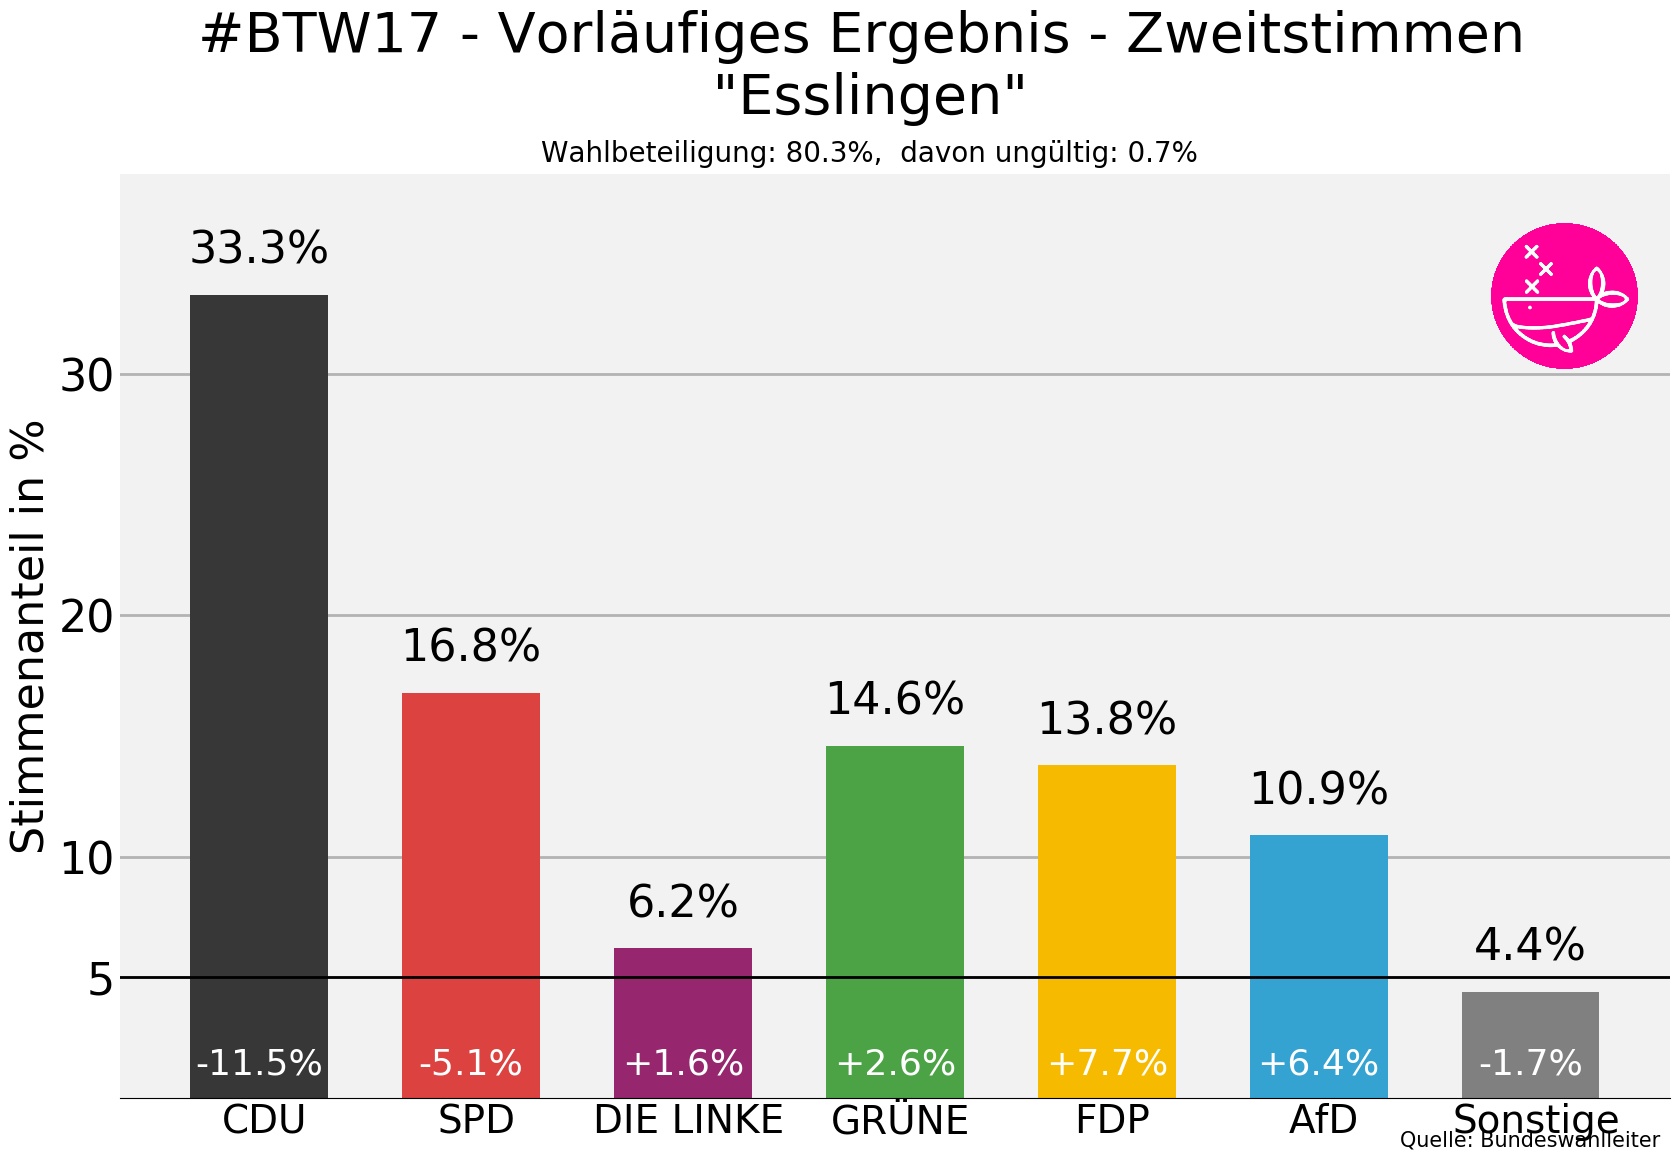 #BTW17 - Vorläufiges Ergebnis - Zweitstimmen
"Esslingen"
Wahlbeteiligung: 80.3%,  davon ungültig: 0.7%
Stimmenanteil in %
30
20
10
5
33.3%
16.8%
6.2%
14.6%
13.8%
10.9%
4.4%
-11.5%
-5.1%
+1.6%
+2.6%
+7.7%
+6.4%
-1.7%
CDU
SPD
DIE LINKE
GRÜNE
FDP
AfD
Sonstige
Quelle: Bundeswahlleiter